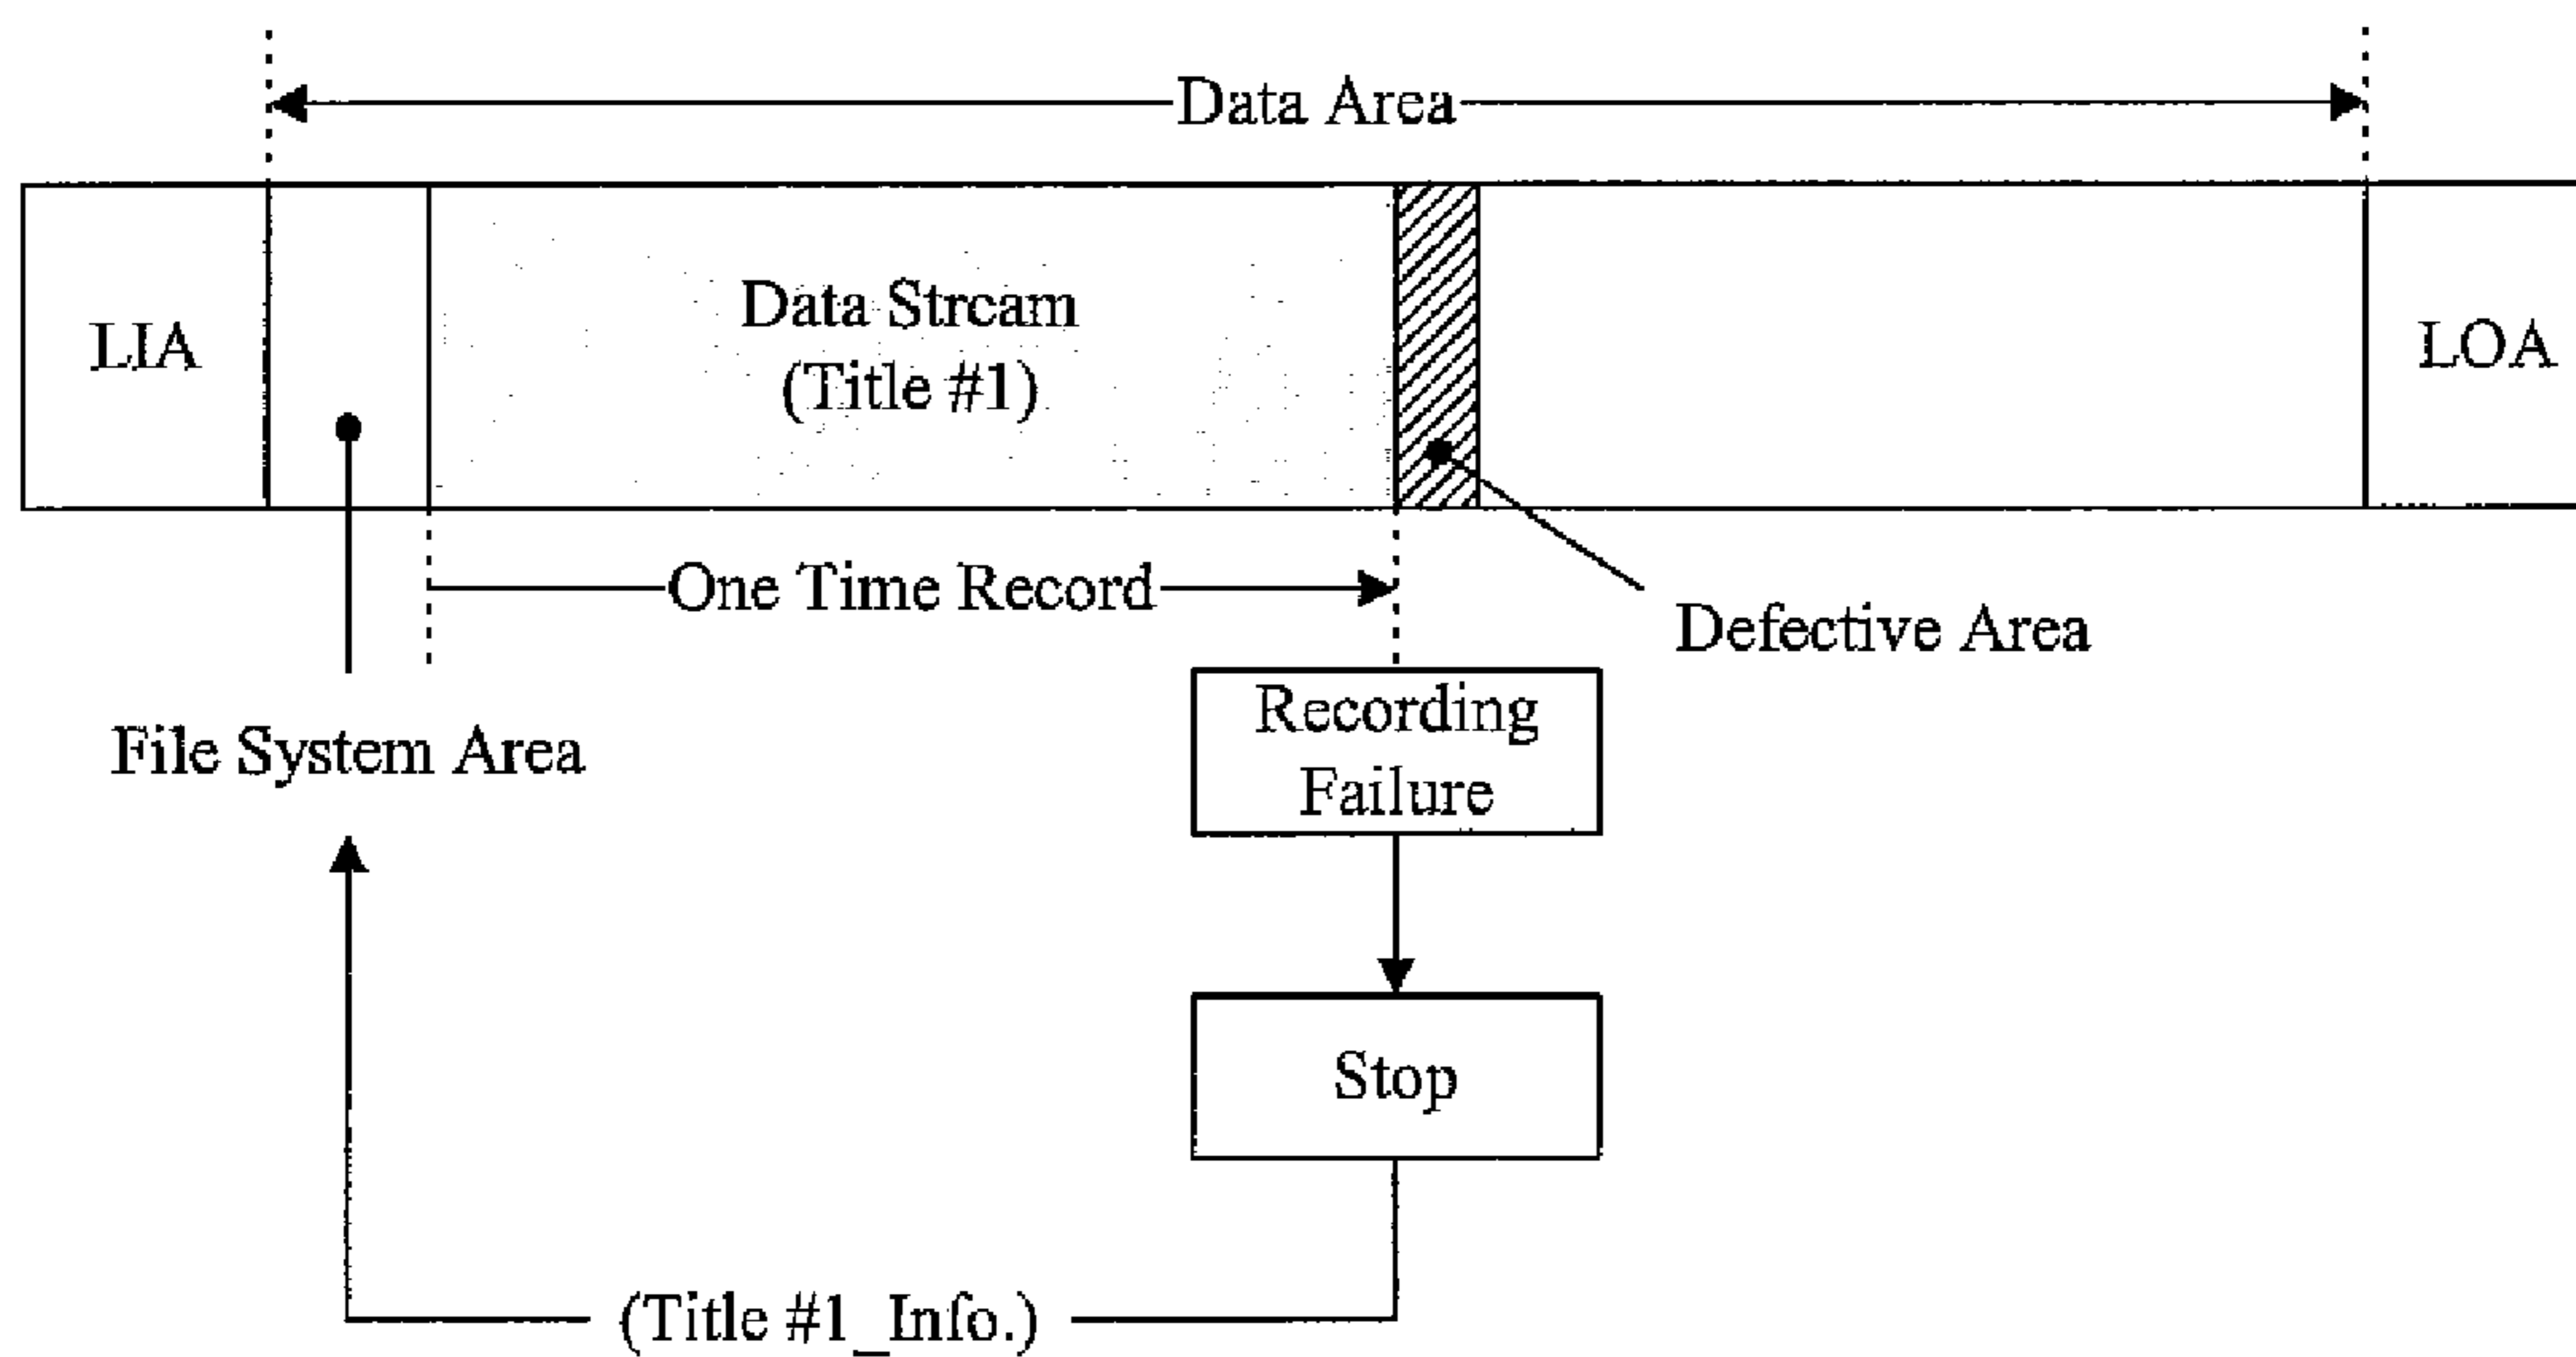 Data Area
LIA
Data Stream
(Title #1)
LOA
One Time Record
Defective Area
File System Area
Recording
Failure
Stop
(Title #1_Info.)